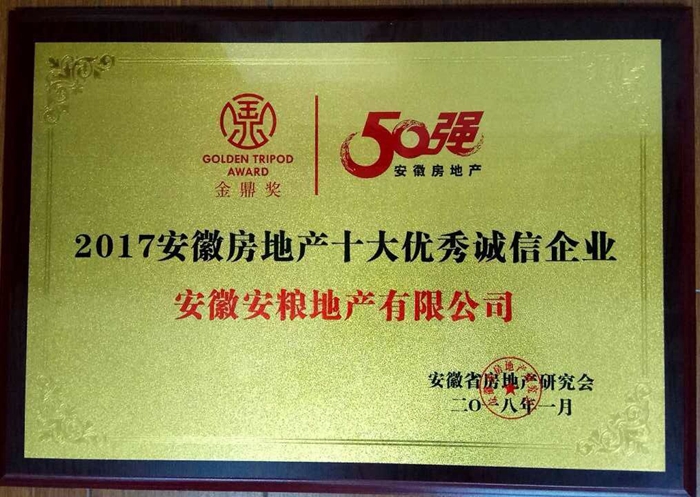 GOLDEN TRIPOD
AWARD
金鼎奖
50强
安徽房地产
2017安徽房地产十大优秀诚信企业
安徽安粮地产有限公司
安徽省房地产研究会
二〇一八年一月